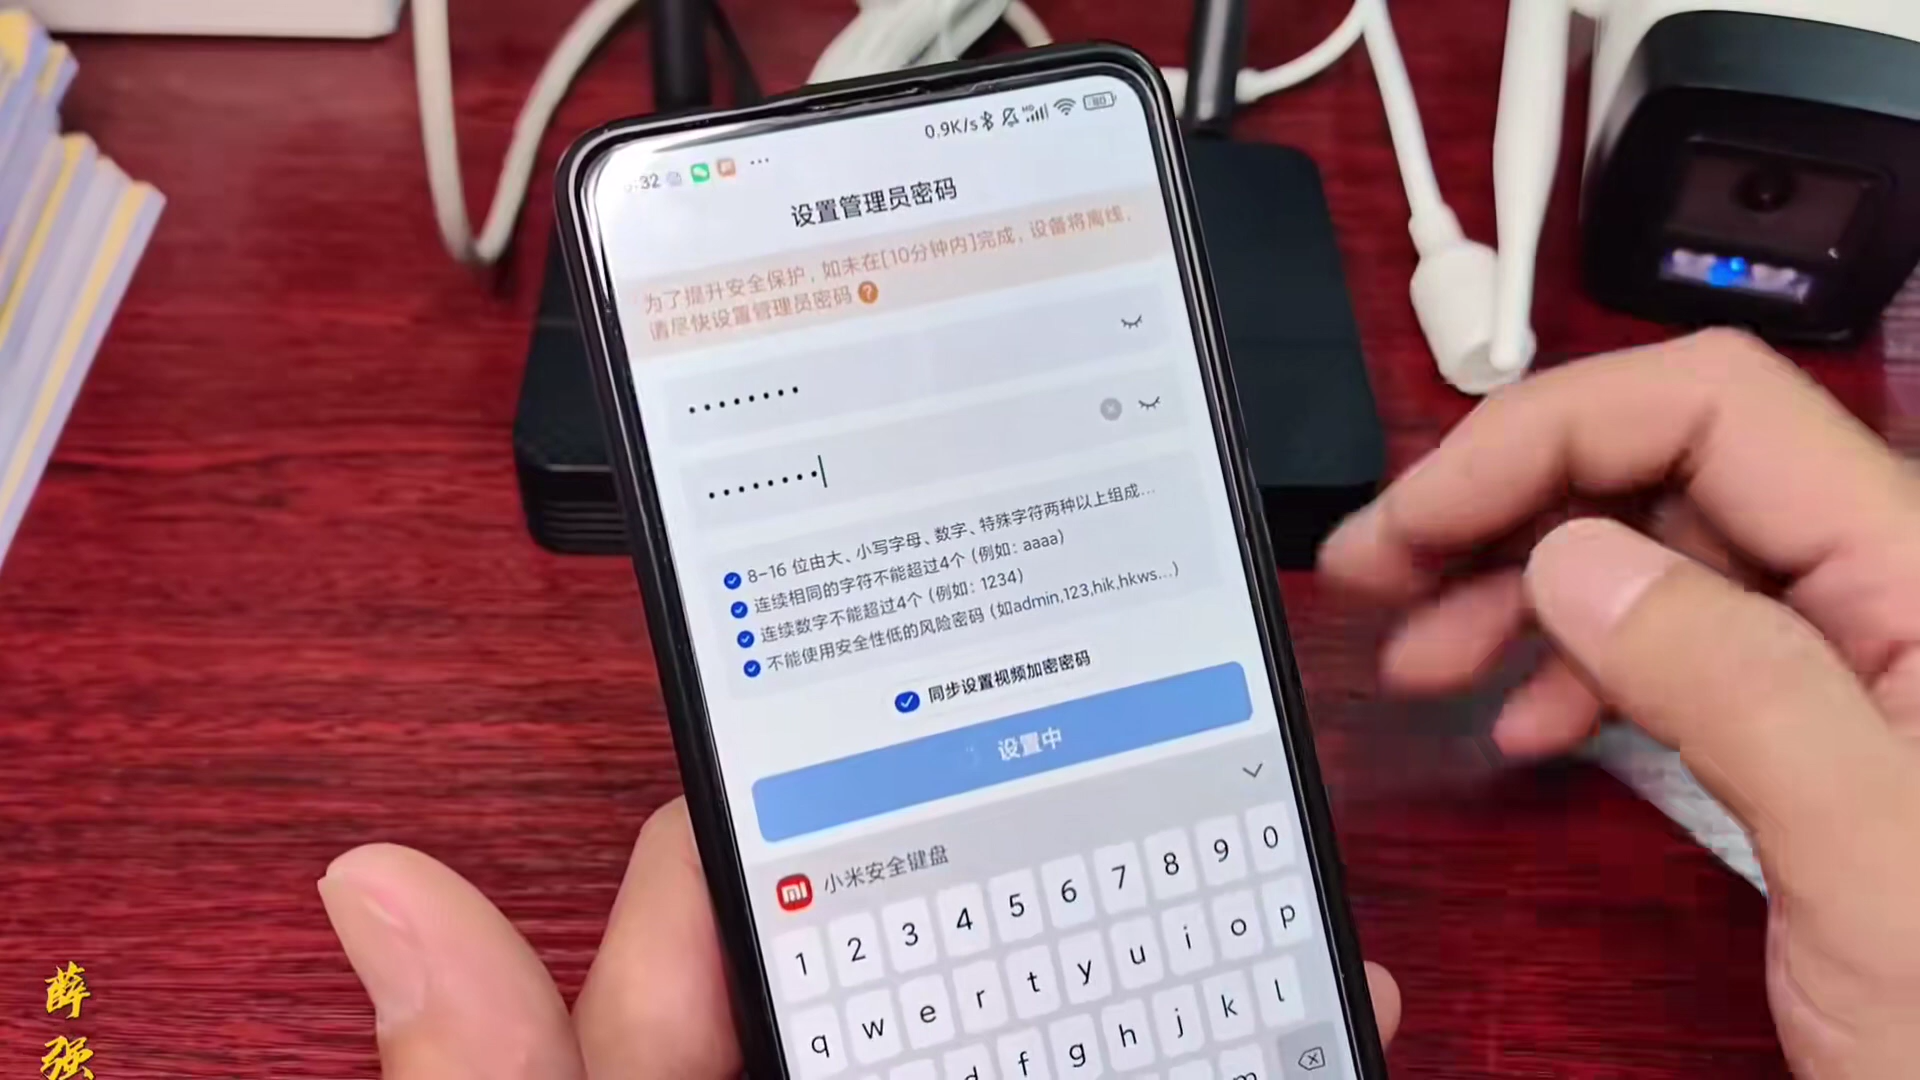 0.9K/s HD 80
:32
设置管理员密码
为了提升安全保护，如未在[10分钟内]完成，设备将离线，
请尽快设置管理员密码 ?
8-16 位由大、小写字母、数字、特殊字符两种以上组成...
连续相同的字符不能超过4个（例如：aaaa）
连续数字不能超过4个（例如：1234）
不能使用安全性低的风险密码（如admin,123,hik,hkws...）
同步设置视频加密密码
设置中
小米安全键盘
1 2 3 4 5 6 7 8 9 0
q w e r t y u i o p
d f g h j k l
m
薛
强